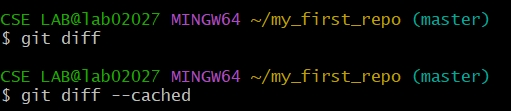 CSE LAB@lab02027 MINGW64 ~/my_first_repo (master)
$ git diff
CSE LAB@lab02027 MINGW64 ~/my_first_repo (master)
$ git diff --cached